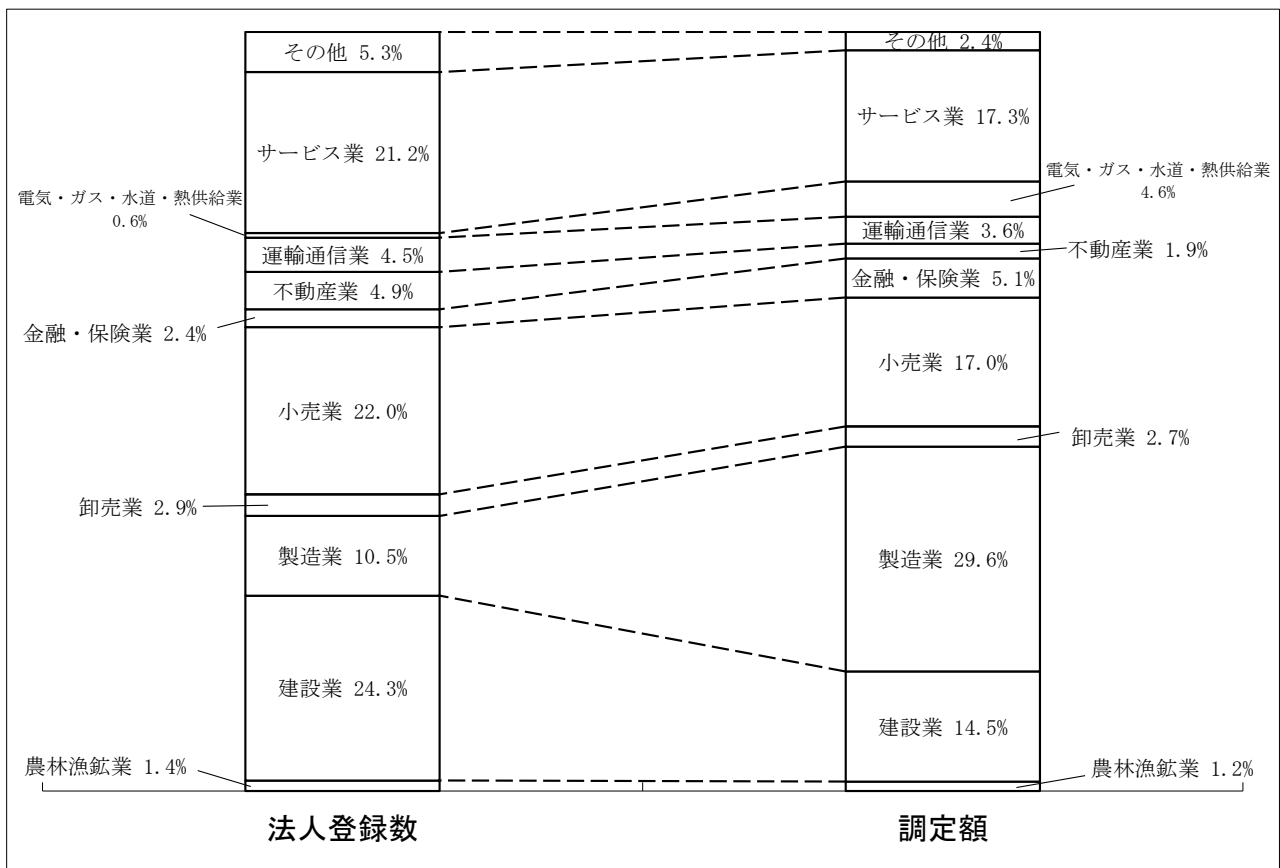 その他 5.3%
サービス業 21.2%
電気・ガス・水道・熱供給業
0.6%
運輸通信業 4.5%
不動産業 4.9%
金融・保険業 2.4%
小売業 22.0%
卸売業 2.9%
製造業 10.5%
建設業 24.3%
農林漁鉱業 1.4%
法人登録数
その他 2.4%
サービス業 17.3%
電気・ガス・水道・熱供給業
4.6%
運輸通信業 3.6%
不動産業 1.9%
金融・保険業 5.1%
小売業 17.0%
卸売業 2.7%
製造業 29.6%
建設業 14.5%
農林漁鉱業 1.2%
調定額